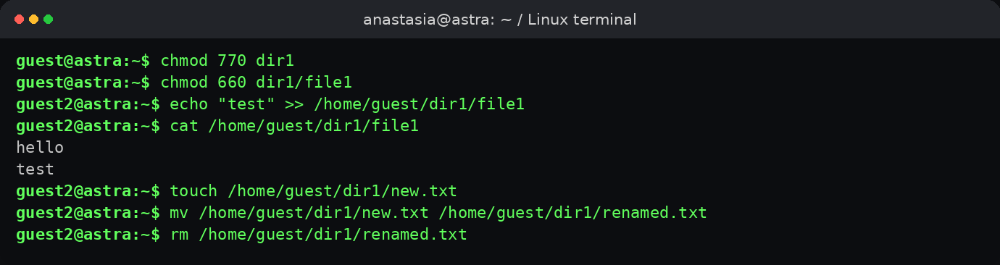 anastasia@astra: ~ / Linux terminal
guest@astra:~$ chmod 770 dir1
guest@astra:~$ chmod 660 dir1/file1
guest2@astra:~$ echo "test" >> /home/guest/dir1/file1
guest2@astra:~$ cat /home/guest/dir1/file1
hello
test
guest2@astra:~$ touch /home/guest/dir1/new.txt
guest2@astra:~$ mv /home/guest/dir1/new.txt /home/guest/dir1/renamed.txt
guest2@astra:~$ rm /home/guest/dir1/renamed.txt